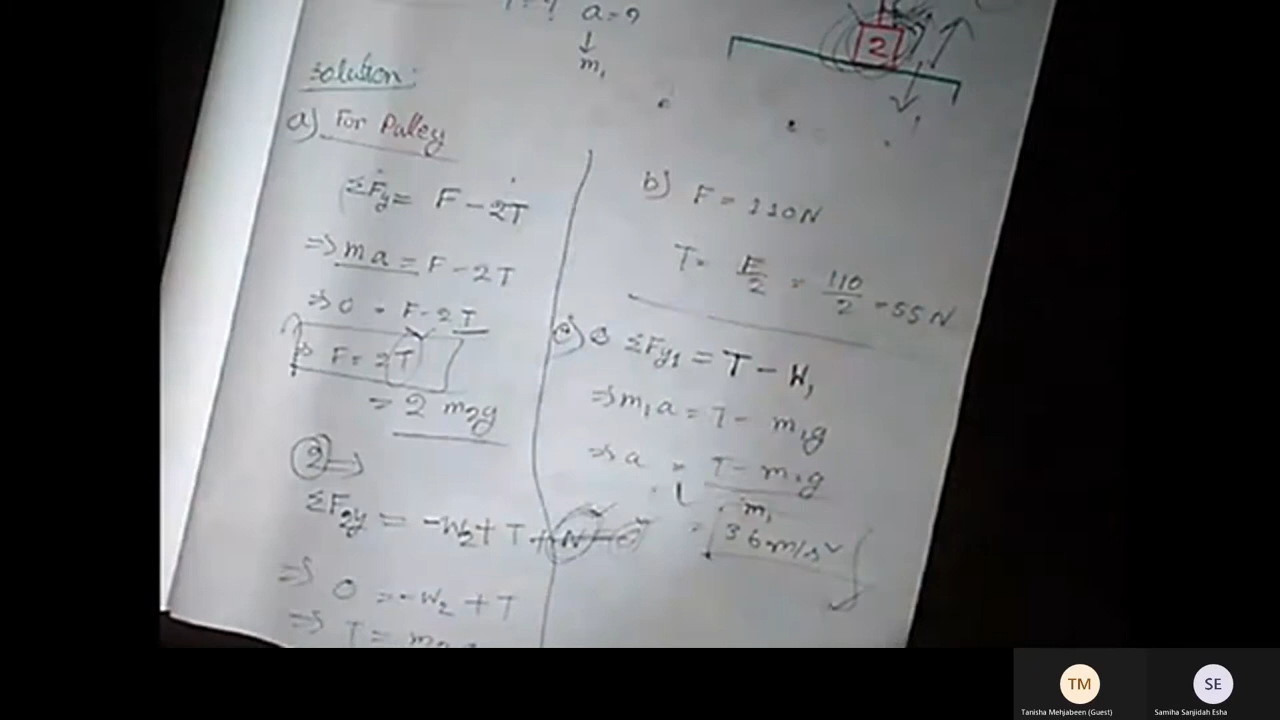 a = ?
↓
m₁
2
Solution:
a) For Pulley
ΣFy = F - 2T
⇒ ma = F - 2T
⇒ 0 = F - 2T
⇒ F = 2T
= 2 m₂g
② ⇒
ΣF₂y = -W₂ + T + N
⇒ 0 = -W₂ + T
⇒ T =
b) F = 110N
T = F/2 = 110/2 = 55 N
c) ΣFy₁ = T - W₁
⇒ m₁a = T - m₁g
⇒ a = T - m₁g / m₁
= 36 m/s²
TM
SE
Tanisha Mehjabeen (Guest)
Samiha Sanjidah Esha